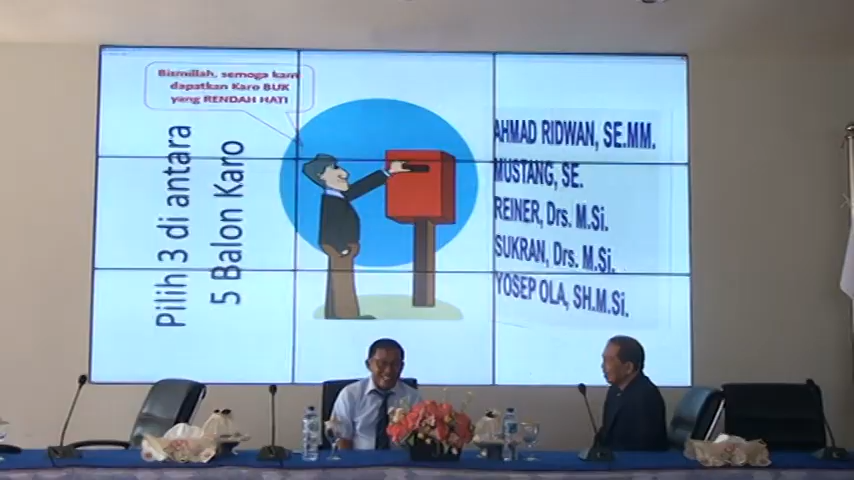 Bizmillah, semoga kami
dapatkan Karo BUK
yang RENDAH HATI
Pilih 3 di antara
5 Balon Karo
AHMAD RIDWAN, SE.MM.
MUSTANG, SE.
REINER, Drs. M.Si.
SUKRAN, Drs. M.Si.
YOSEP OLA, SH.M.Si.